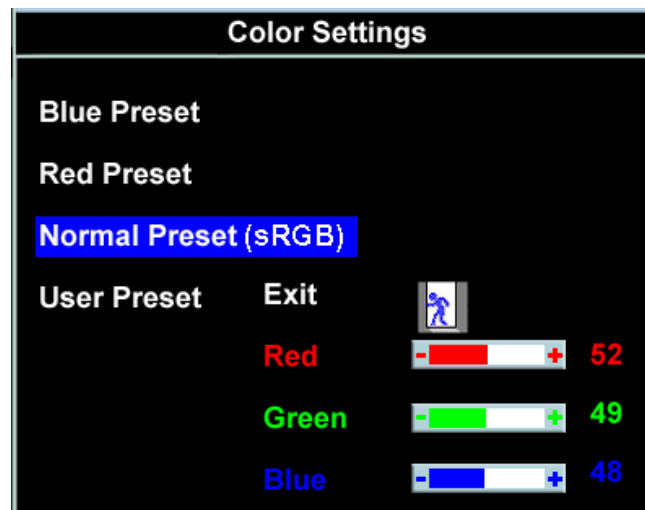 Color Settings
Blue Preset
Red Preset
Normal Preset (sRGB)
User Preset Exit
Red - + 52
Green - + 49
Blue - + 48